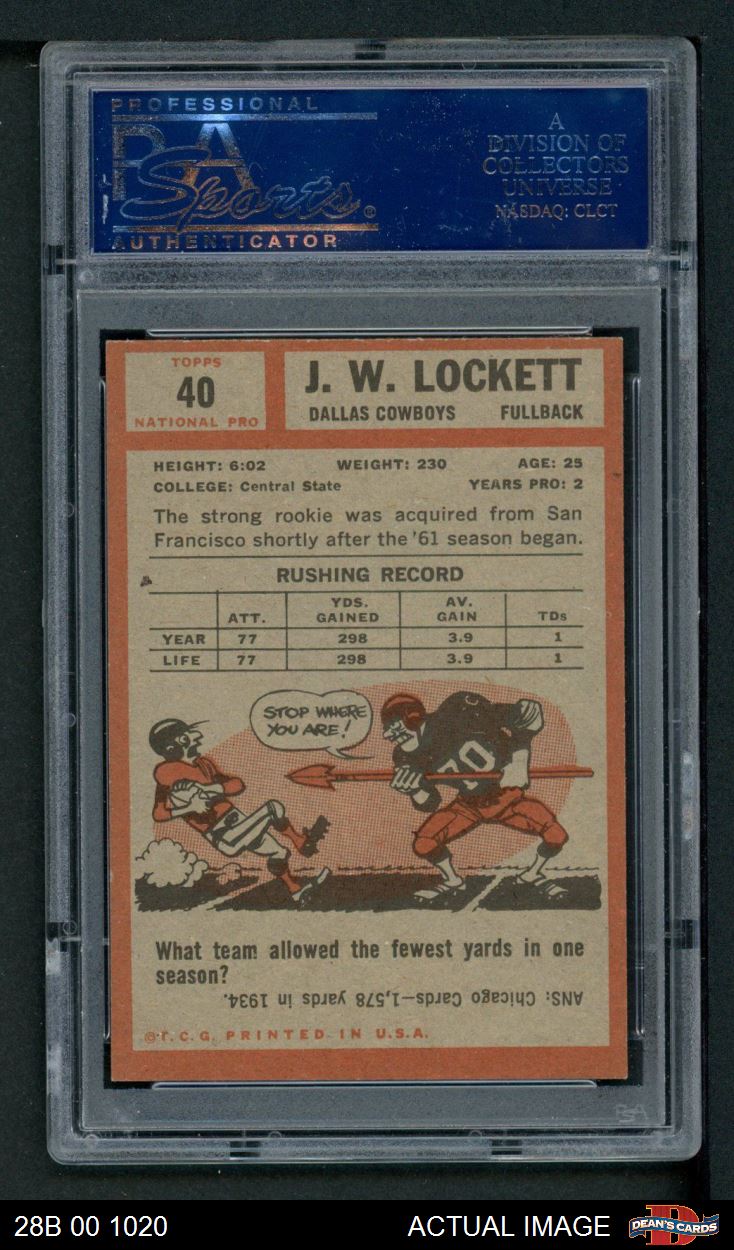 PROFESSIONAL
PSA
Sports®
AUTHENTICATOR
A
DIVISION OF
COLLECTORS
UNIVERSE
NASDAQ: CLCT
TOPPS
40
NATIONAL PRO
J. W. LOCKETT
DALLAS COWBOYS FULLBACK
HEIGHT: 6:02 WEIGHT: 230 AGE: 25
COLLEGE: Central State YEARS PRO: 2
The strong rookie was acquired from San
Francisco shortly after the '61 season began.
RUSHING RECORD
ATT. YDS. GAINED AV. GAIN TDs
YEAR 77 298 3.9 1
LIFE 77 298 3.9 1
STOP WHERE
YOU ARE!
70
What team allowed the fewest yards in one
season?
ANS: Chicago Cards—1,578 yards in 1934.
©T.C.G. PRINTED IN U.S.A.
PSA
28B 00 1020 ACTUAL IMAGE
D
DEAN'S CARDS